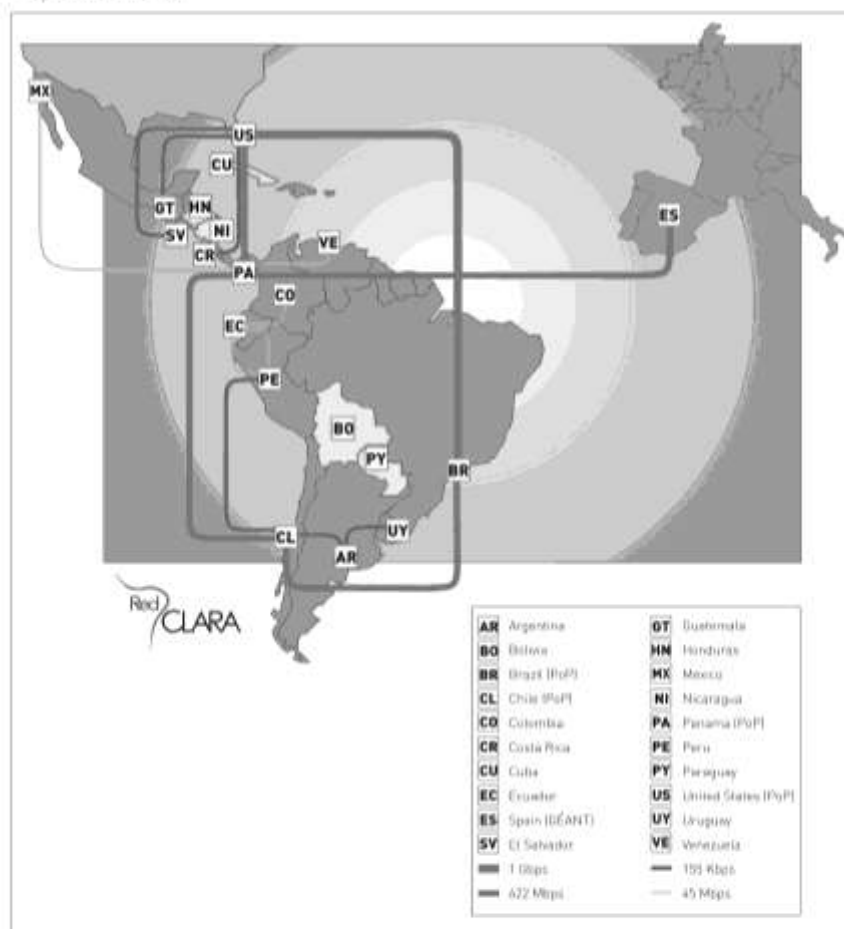 MX
US
CU
GT
HN
ES
SV
NI
VE
CR
PA
CO
EC
PE
BO
PY
BR
UY
CL
AR
Red
CLARA
AR Argentina
BO Bolivia
BR Brazil (PoP)
CL Chile (PoP)
CO Colombia
CR Costa Rica
CU Cuba
EC Ecuador
ES Spain (GÉANT)
SV El Salvador
1 Gbps
622 Mbps
GT Guatemala
HN Honduras
MX Mexico
NI Nicaragua
PA Panama (PoP)
PE Peru
PY Paraguay
US United States (PoP)
UY Uruguay
VE Venezuela
155 Kbps
45 Mbps